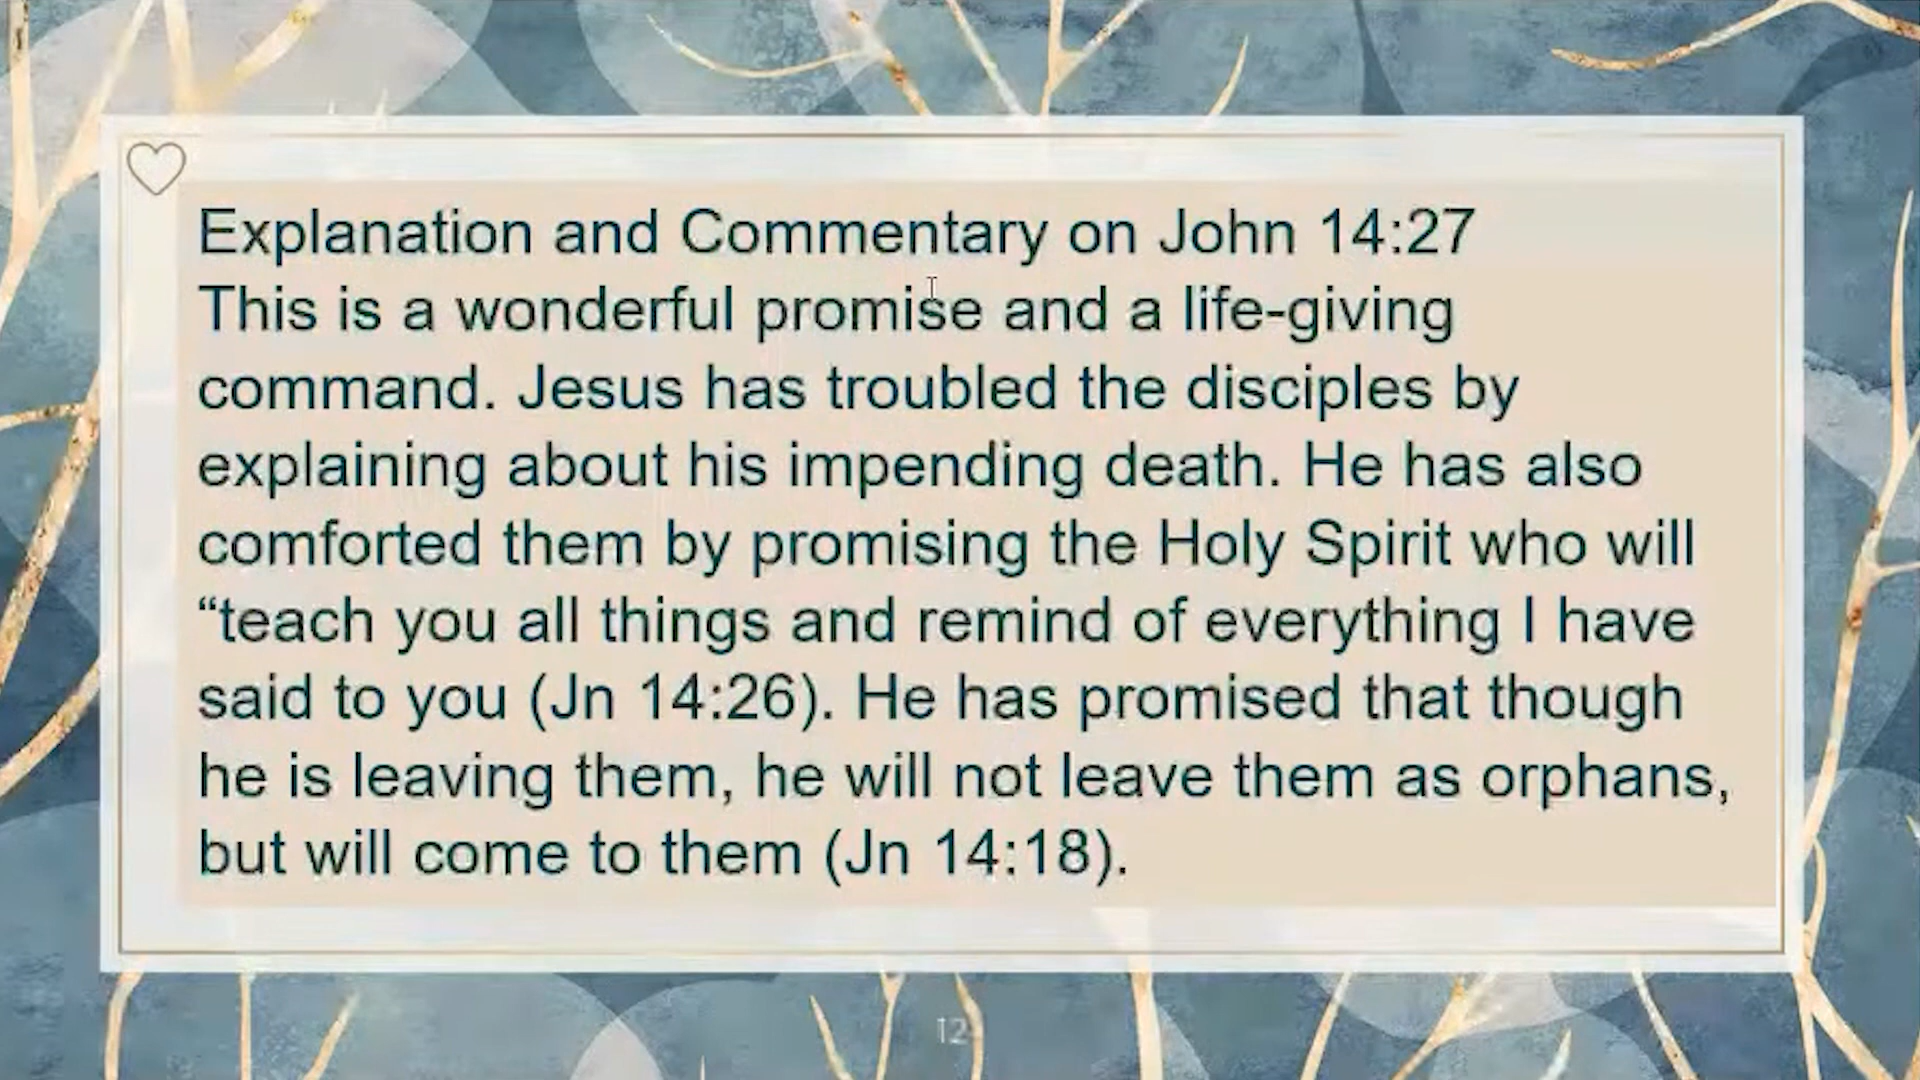 Explanation and Commentary on John 14:27
This is a wonderful promise and a life-giving
command. Jesus has troubled the disciples by
explaining about his impending death. He has also
comforted them by promising the Holy Spirit who will
“teach you all things and remind of everything I have
said to you (Jn 14:26). He has promised that though
he is leaving them, he will not leave them as orphans,
but will come to them (Jn 14:18).
12